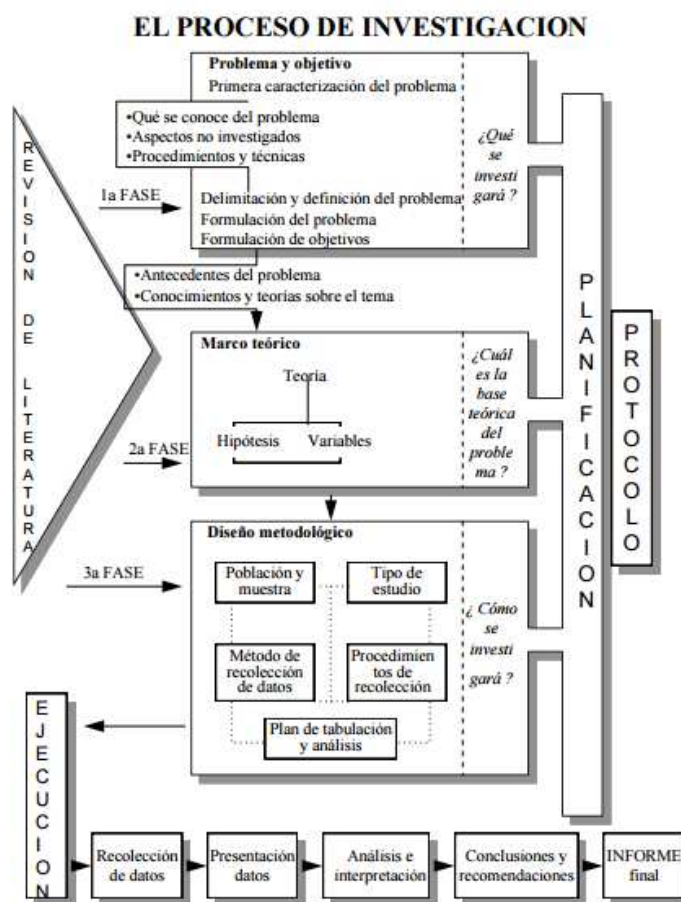 EL PROCESO DE INVESTIGACION
Problema y objetivo
Primera caracterización del problema
•Qué se conoce del problema
•Aspectos no investigados
•Procedimientos y técnicas
¿Qué
se
investi
gará ?
1a FASE
Delimitación y definición del problema
Formulación del problema
Formulación de objetivos
•Antecedentes del problema
•Conocimientos y teorías sobre el tema
REVISION DE LITERATURA
Marco teórico
Teoría
Hipótesis Variables
¿Cuál
es la
base
teórica
del
proble
ma ?
2a FASE
PLANIFICACION
PROTOCOLO
Diseño metodológico
3a FASE
Población y
muestra
Tipo de
estudio
Método de
recolección
de datos
Procedimien
tos de
recolección
Plan de tabulación
y análisis
¿ Cómo
se
investi
gará ?
EJECUCION
Recolección
de datos
Presentación
datos
Análisis e
interpretación
Conclusiones y
recomendaciones
INFORME
final